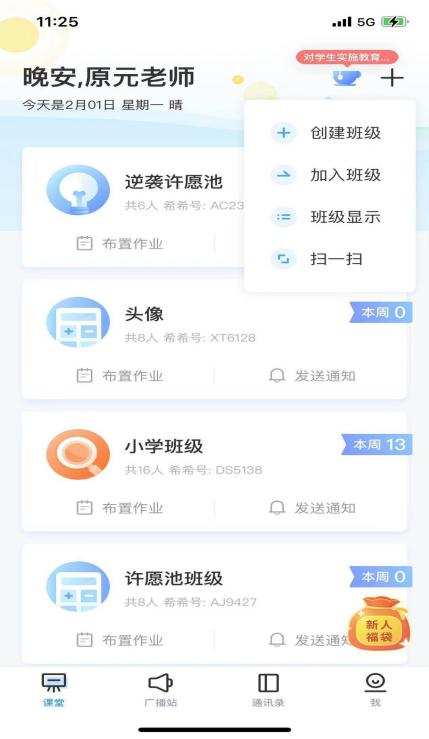 11:25
5G
对学生实施教育...
晚安,原元老师
今天是2月01日 星期一 晴
创建班级
加入班级
班级显示
扫一扫
逆袭许愿池
共6人 希希号: AC23
布置作业
头像
本周 0
共8人 希希号: XT6128
布置作业
发送通知
小学班级
本周 13
共16人 希希号: DS5138
布置作业
发送通知
许愿池班级
本周 0
共8人 希希号: AJ9427
新人
福袋
布置作业
发送通知
课堂
广播站
通讯录
我